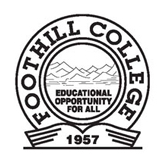 FOOTHILL COLLEGE
EDUCATIONAL
OPPORTUNITY
FOR ALL
1957